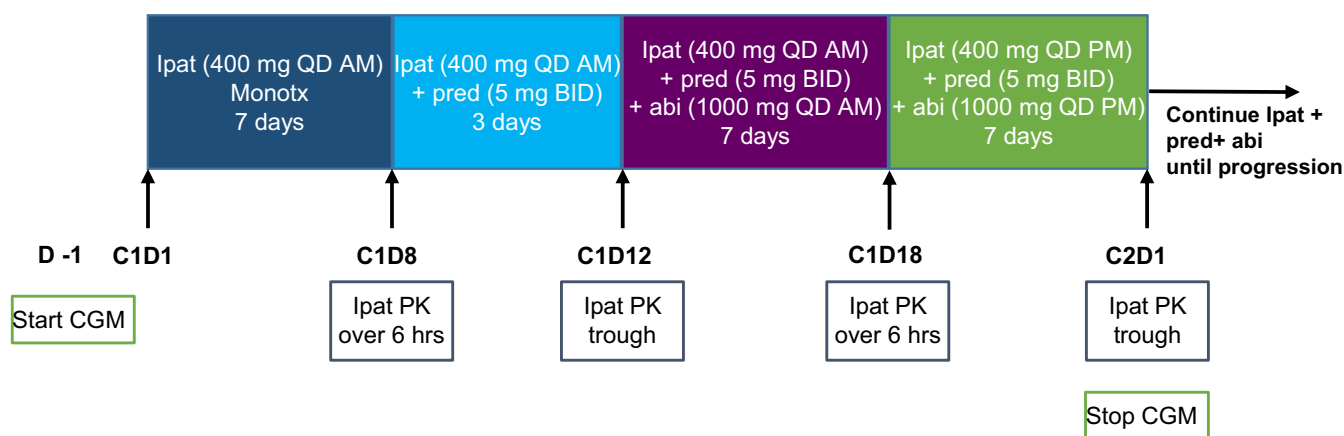 Ipat (400 mg QD AM)
Monotx
7 days
Ipat (400 mg QD AM)
+ pred (5 mg BID)
3 days
Ipat (400 mg QD AM)
+ pred (5 mg BID)
+ abi (1000 mg QD AM)
7 days
Ipat (400 mg QD PM)
+ pred (5 mg BID)
+ abi (1000 mg QD PM)
7 days
Continue Ipat +
pred+ abi
until progression
D -1
C1D1
C1D8
C1D12
C1D18
C2D1
Start CGM
Ipat PK
over 6 hrs
Ipat PK
trough
Ipat PK
over 6 hrs
Ipat PK
trough
Stop CGM